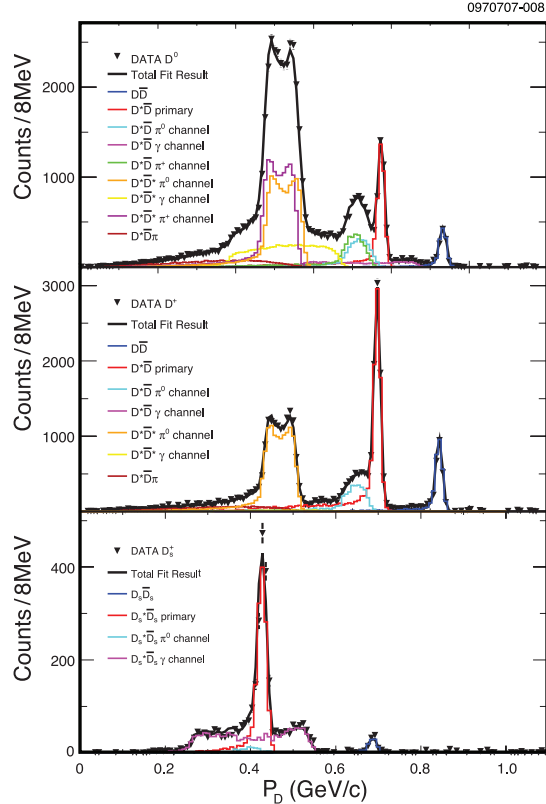 0970707-008
Counts / 8MeV
2000
1000
0
DATA D⁰
Total Fit Result
DD̅
D*D̅ primary
D*D̅ π⁰ channel
D*D̅ γ channel
D*D̅ π⁺ channel
D*D̅* π⁰ channel
D*D̅* γ channel
D*D̅* π⁺ channel
D*D̅π
Counts / 8MeV
3000
2000
1000
0
DATA D⁺
Total Fit Result
DD̅
D*D̅ primary
D*D̅ π⁰ channel
D*D̅ γ channel
D*D̅* π⁰ channel
D*D̅* γ channel
D*D̅π
Counts / 8MeV
400
200
0
DATA Dₛ⁺
Total Fit Result
DₛD̅ₛ
Dₛ*D̅ₛ primary
Dₛ*D̅ₛ π⁰ channel
Dₛ*D̅ₛ γ channel
0 0.2 0.4 0.6 0.8 1.0
P_D (GeV/c)